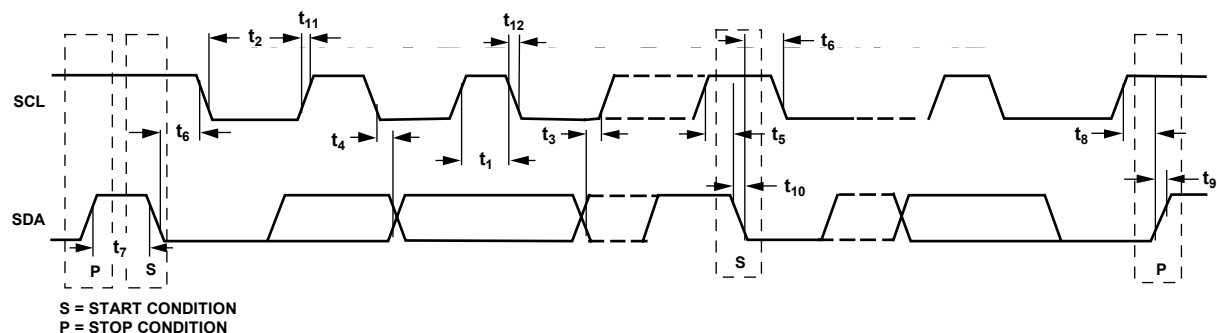 t11
t12
t2
t6
SCL
t6
t4
t3
t5
t8
t1
t10
t9
SDA
t7
P
S
S
P
S = START CONDITION
P = STOP CONDITION